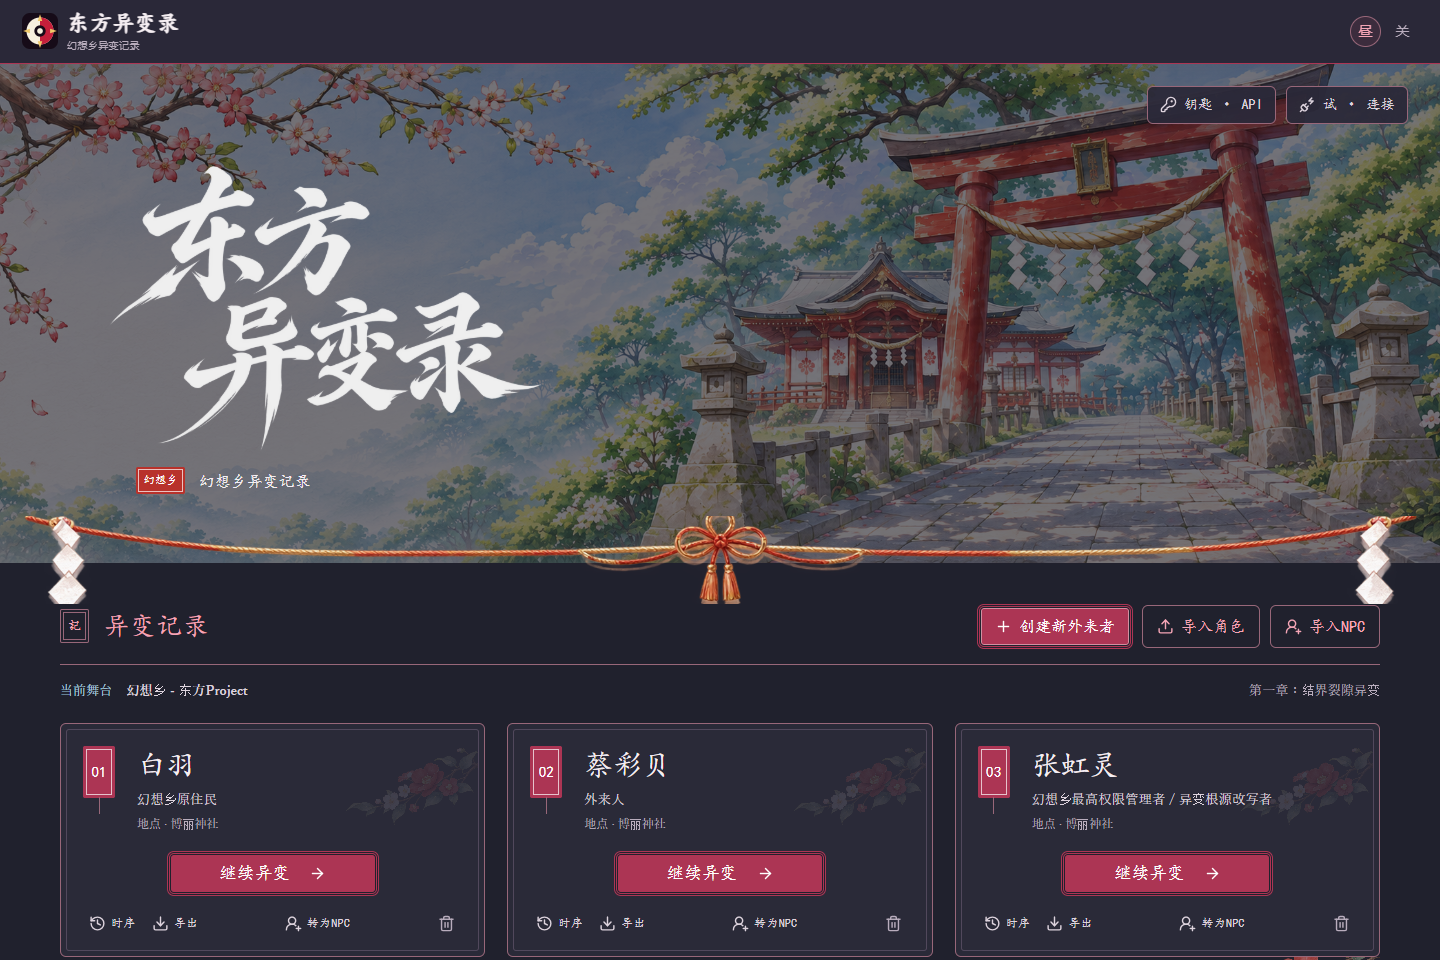 东方异变录
幻想乡异变记录
昼
关
钥匙 · API
试 · 连接
东方
异变录
幻想乡
幻想乡异变记录
记
异变记录
创建新外来者
导入角色
导入NPC
当前舞台 幻想乡 - 东方Project
第一章：结界裂隙异变
01
白羽
幻想乡原住民
地点 · 博丽神社
继续异变
时序
导出
转为NPC
02
蔡彩贝
外来人
地点 · 博丽神社
继续异变
时序
导出
转为NPC
03
张虹灵
幻想乡最高权限管理者 / 异变根源改写者
地点 · 博丽神社
继续异变
时序
导出
转为NPC